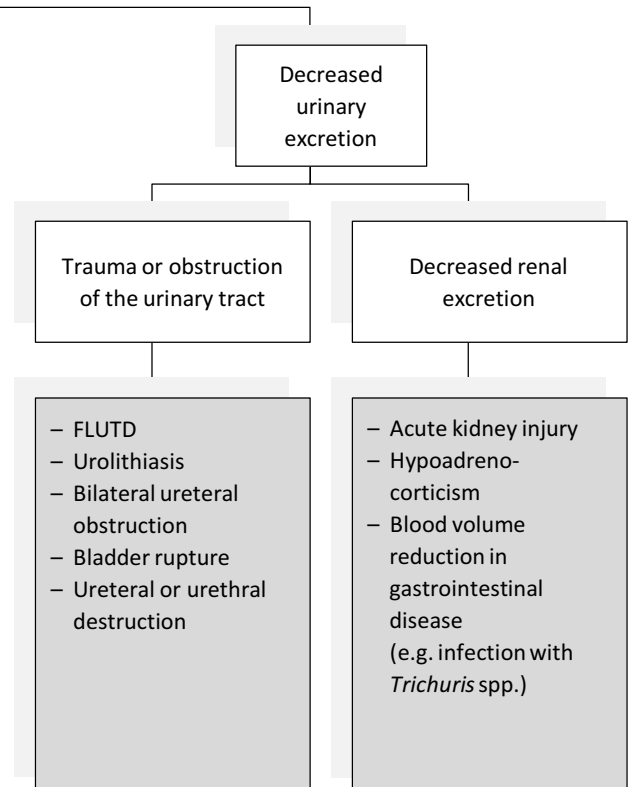 Decreased
urinary
excretion
Trauma or obstruction
of the urinary tract
Decreased renal
excretion
– FLUTD
– Urolithiasis
– Bilateral ureteral
obstruction
– Bladder rupture
– Ureteral or urethral
destruction
– Acute kidney injury
– Hypoadreno-
corticism
– Blood volume
reduction in
gastrointestinal
disease
(e.g. infection with
Trichuris spp.)